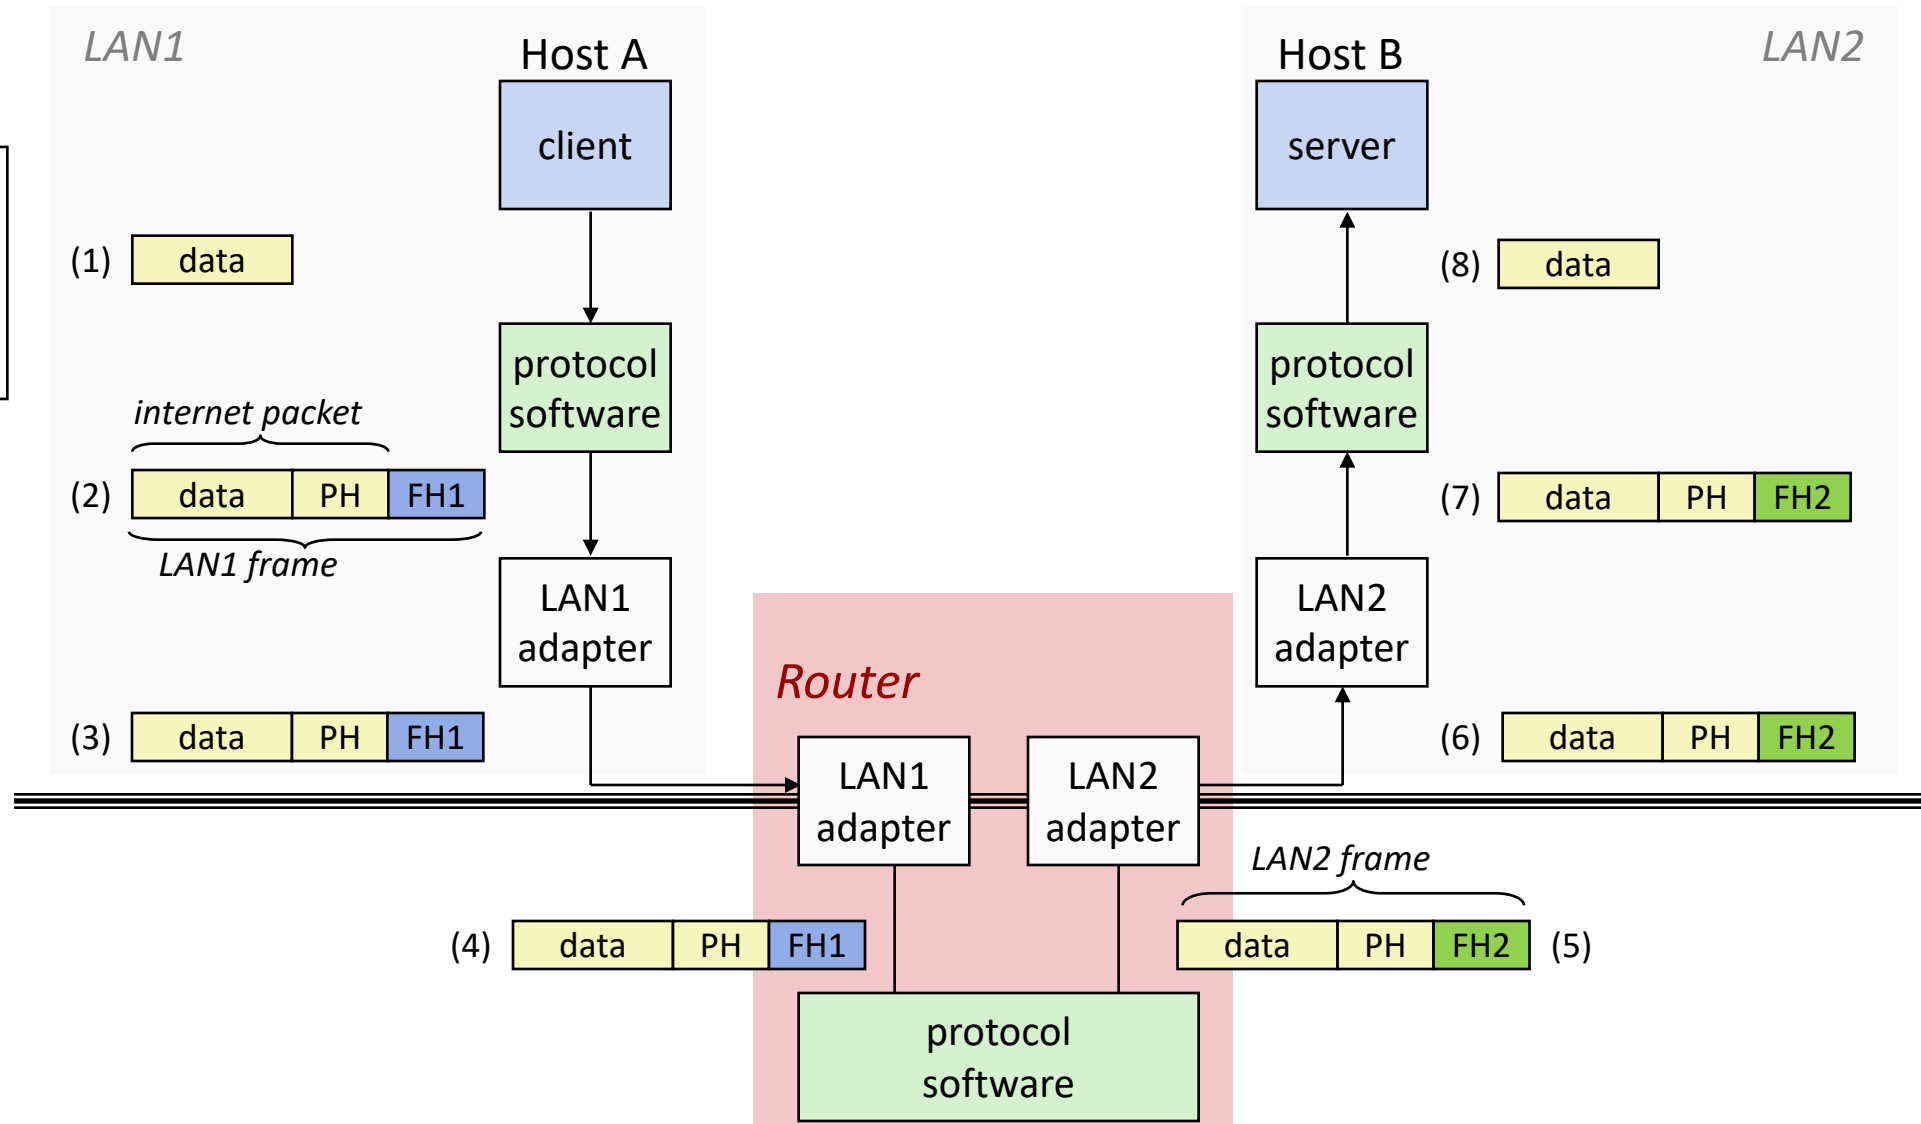 LAN1
Host A
Host B
LAN2
client
server
(1) data
(8) data
protocol
software
protocol
software
internet packet
(2) data PH FH1
(7) data PH FH2
LAN1 frame
LAN1
adapter
LAN2
adapter
Router
(3) data PH FH1
(6) data PH FH2
LAN1
adapter
LAN2
adapter
LAN2 frame
(4) data PH FH1
data PH FH2 (5)
protocol
software